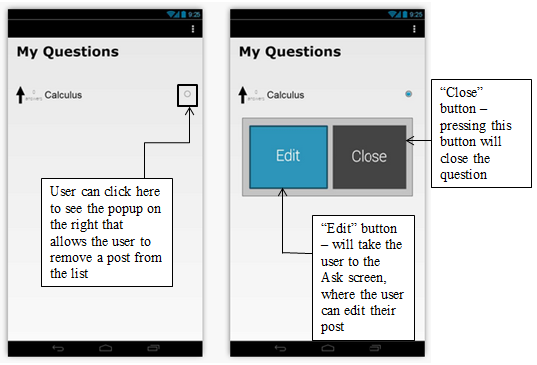 9:25
My Questions
0
answers
Calculus
User can click here
to see the popup on
the right that
allows the user to
remove a post from
the list
9:25
My Questions
0
answers
Calculus
Edit
Close
“Close”
button –
pressing this
button will
close the
question
“Edit” button
– will take the
user to the
Ask screen,
where the user
can edit their
post